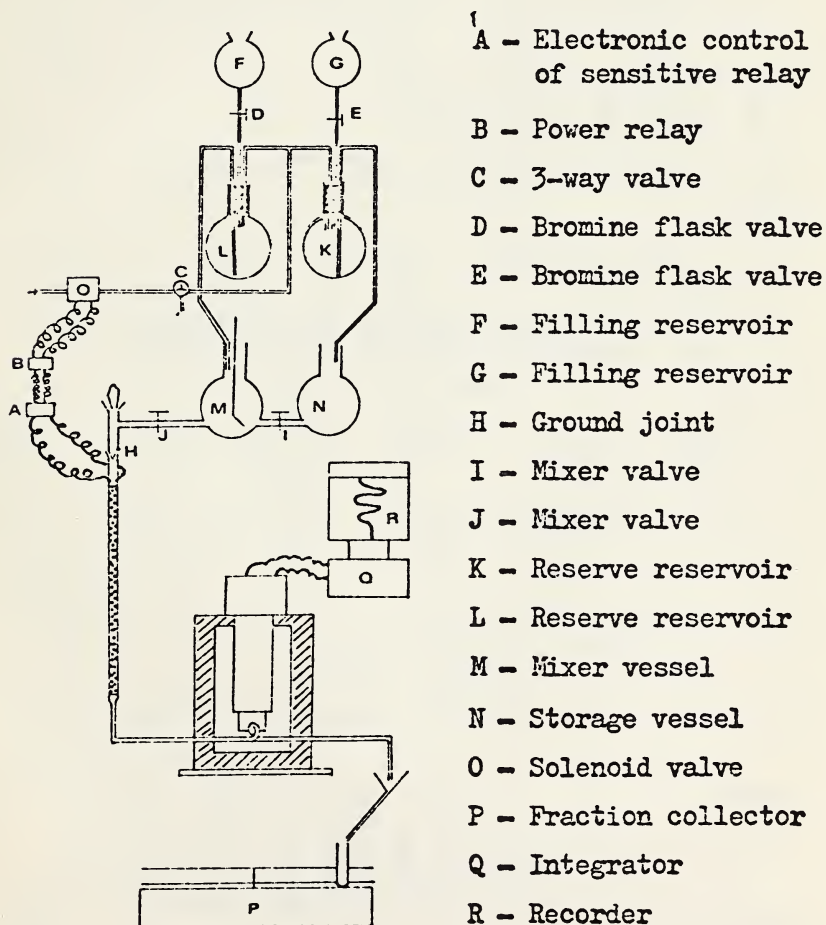 A - Electronic control
of sensitive relay
B - Power relay
C - 3-way valve
D - Bromine flask valve
E - Bromine flask valve
F - Filling reservoir
G - Filling reservoir
H - Ground joint
I - Mixer valve
J - Mixer valve
K - Reserve reservoir
L - Reserve reservoir
M - Mixer vessel
N - Storage vessel
O - Solenoid valve
P - Fraction collector
Q - Integrator
R - Recorder
F
G
D
E
L
K
C
O
B
A
M
N
J
I
H
R
Q
P